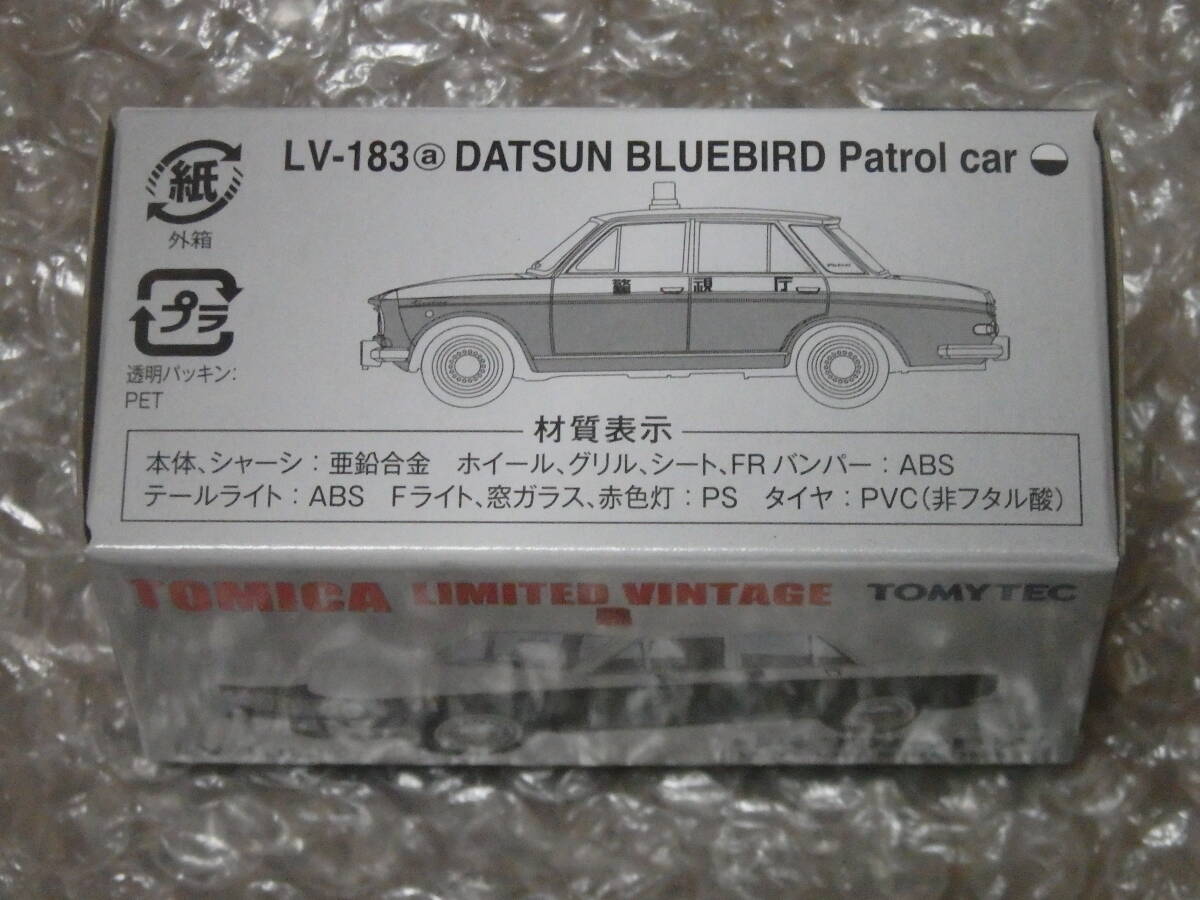 LV-183ⓐ DATSUN BLUEBIRD Patrol car
紙
外箱
プラ
透明パッキン:
PET
警視庁
材質表示
本体、シャーシ：亜鉛合金　ホイール、グリル、シート、FRバンパー：ABS
テールライト：ABS　Fライト、窓ガラス、赤色灯：PS　タイヤ：PVC（非フタル酸）
TOMICA LIMITED VINTAGE TOMYTEC